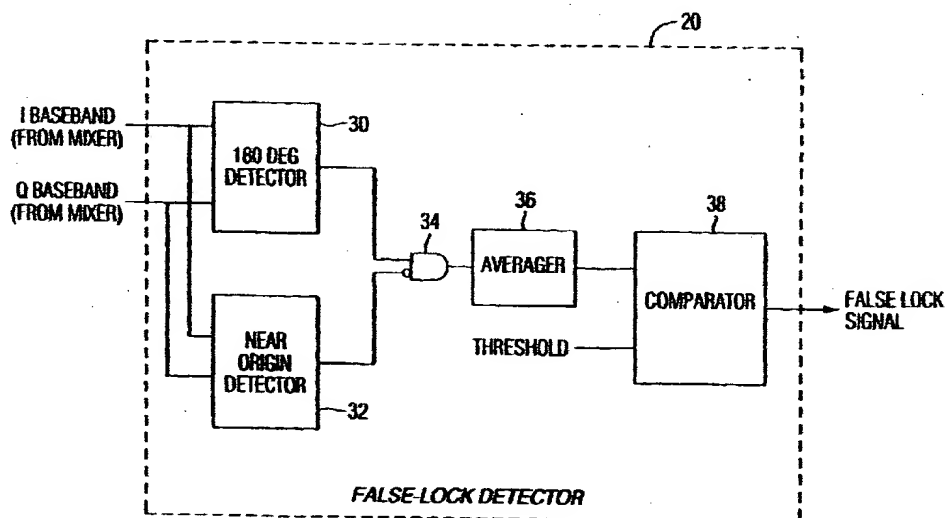 20
I BASEBAND
(FROM MIXER)
Q BASEBAND
(FROM MIXER)
180 DEG
DETECTOR
30
NEAR
ORIGIN
DETECTOR
32
34
36
AVERAGER
THRESHOLD
38
COMPARATOR
FALSE LOCK
SIGNAL
FALSE-LOCK DETECTOR